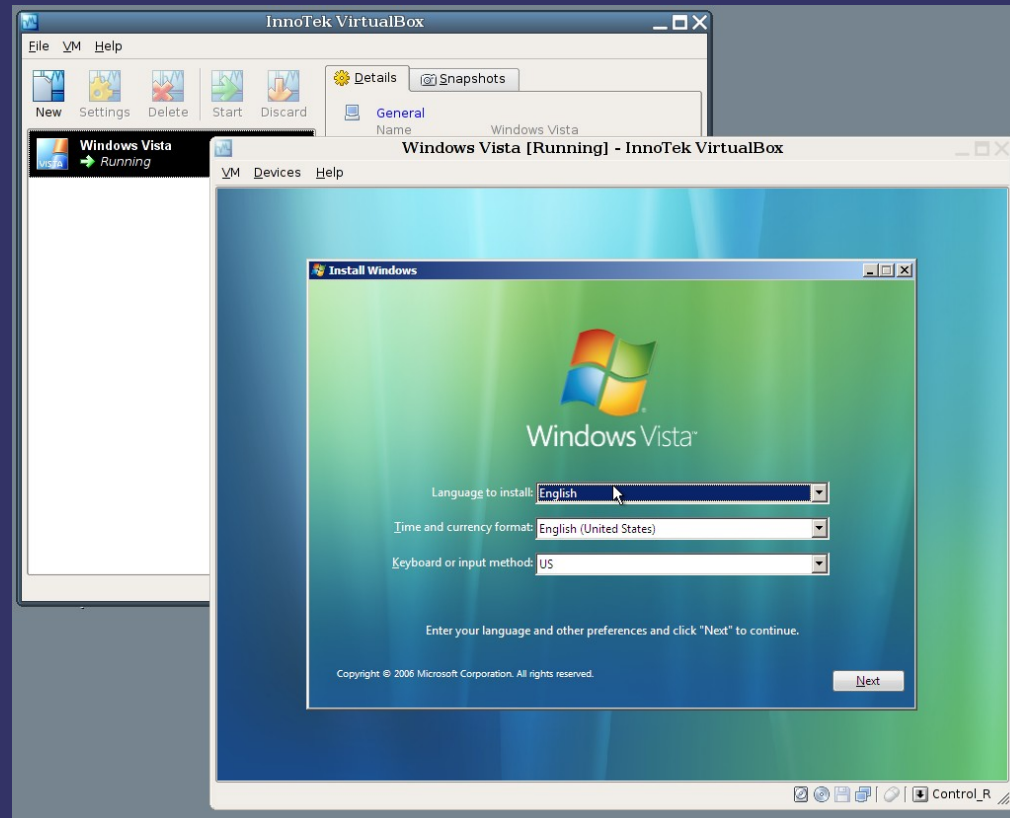 InnoTek VirtualBox
File VM Help
Details Snapshots
New Settings Delete Start Discard
General
Name Windows Vista
Windows Vista
Running
VISTA
Windows Vista [Running] - InnoTek VirtualBox
VM Devices Help
Install Windows
Windows Vista™
Language to install: English
Time and currency format: English (United States)
Keyboard or input method: US
Enter your language and other preferences and click "Next" to continue.
Copyright © 2006 Microsoft Corporation. All rights reserved.
Next
Control_R